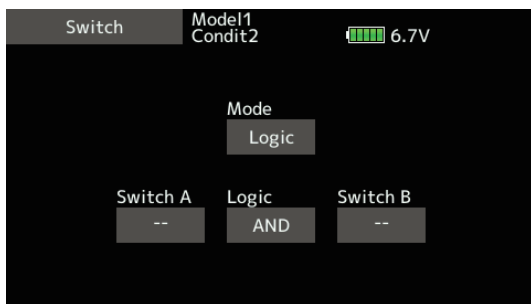 Switch
Model1
Condit2
6.7V
Mode
Logic
Switch A Logic Switch B
-- AND --